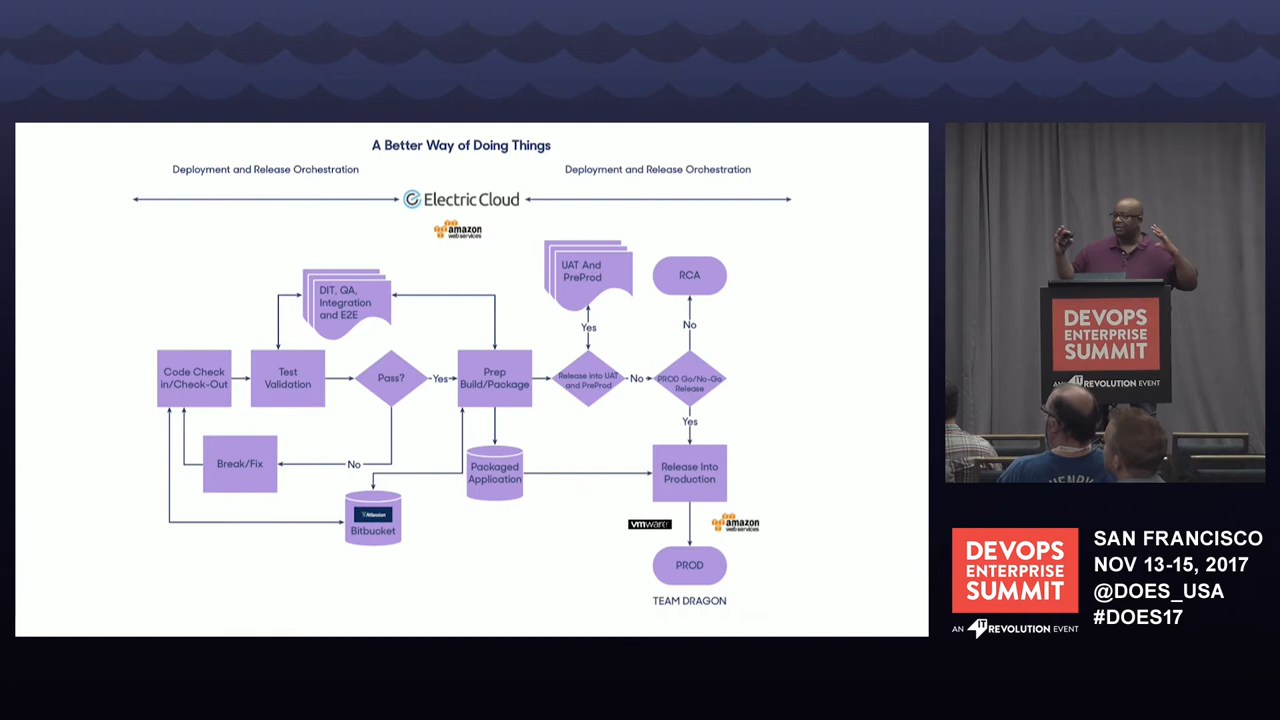 A Better Way of Doing Things
Deployment and Release Orchestration
Deployment and Release Orchestration
Electric Cloud
amazon
web services
UAT And
PreProd
RCA
DIT, QA,
Integration
and E2E
Yes
No
Code Check
in/Check-Out
Test
Validation
Pass?
Yes
Prep
Build/Package
Release into UAT
and PreProd
No
PROD Go/No-Go
Release
Yes
Break/Fix
No
Packaged
Application
Release Into
Production
Atlassian
Bitbucket
vmware
amazon
web services
PROD
TEAM DRAGON
DEVOPS
ENTERPRISE
SUMMIT
AN IT REVOLUTION EVENT
HENRY
DEVOPS
ENTERPRISE
SUMMIT
AN IT REVOLUTION EVENT
SAN FRANCISCO
NOV 13-15, 2017
@DOES_USA
#DOES17